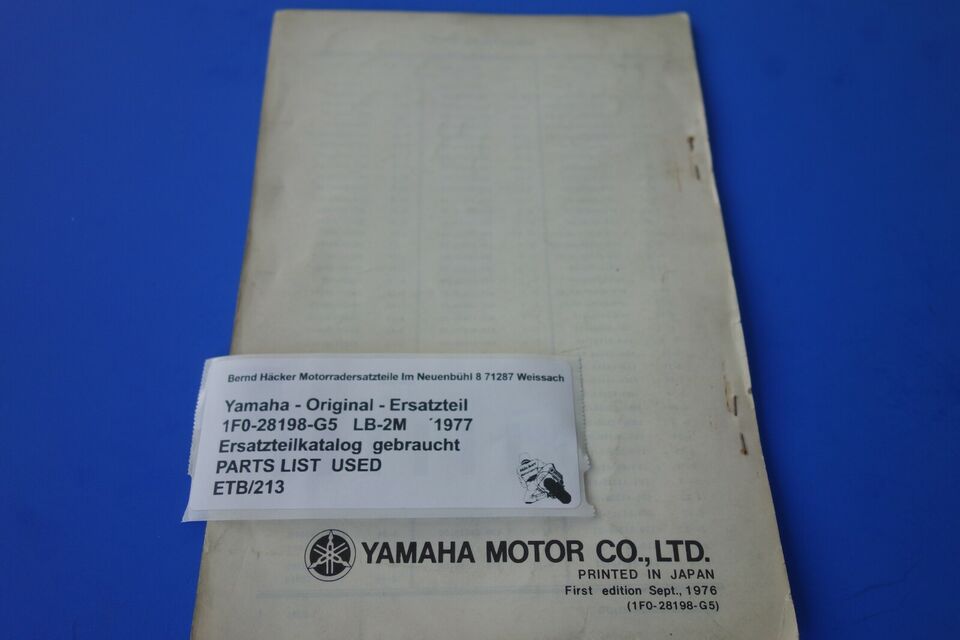 Bernd Häcker Motorradersatzteile Im Neuenbühl 8 71287 Weissach
Yamaha - Original - Ersatzteil
1F0-28198-G5 LB-2M ´1977
Ersatzteilkatalog gebraucht
PARTS LIST USED
ETB/213
YAMAHA MOTOR CO., LTD.
PRINTED IN JAPAN
First edition Sept., 1976
(1F0-28198-G5)